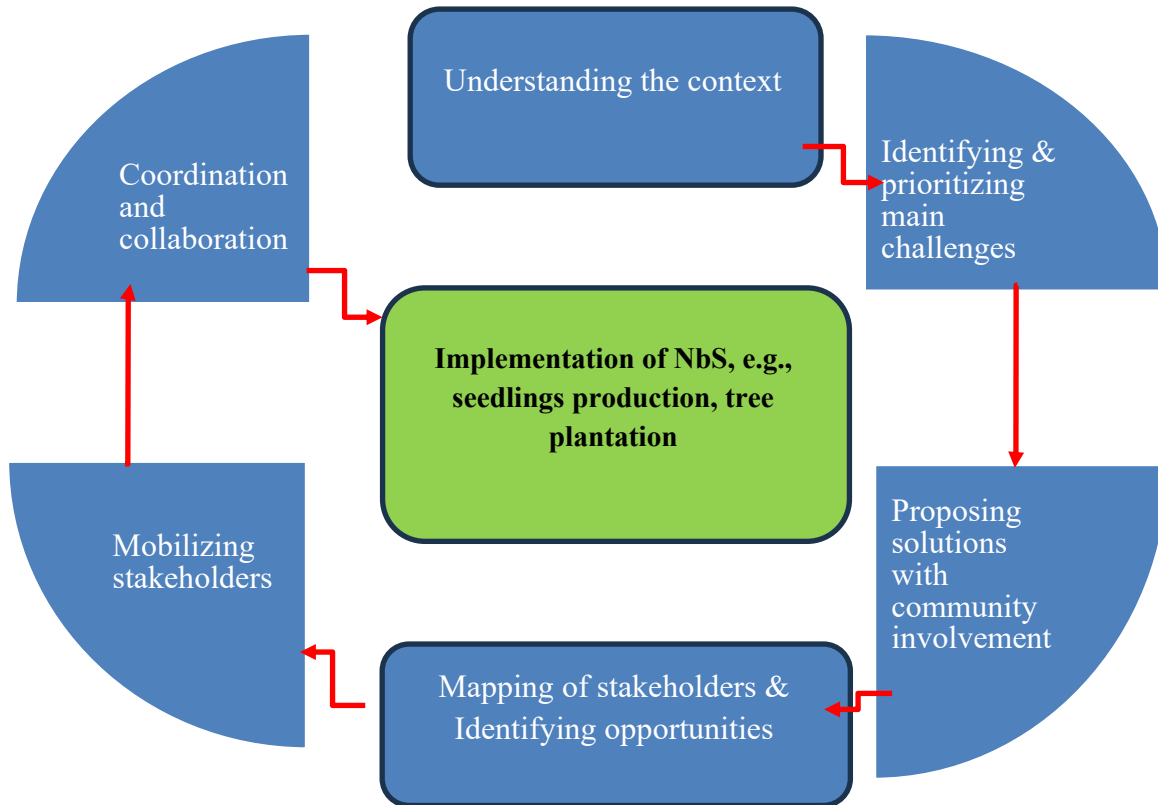 Understanding the context
Identifying &
prioritizing
main
challenges
Proposing
solutions
with
community
involvement
Mapping of stakeholders &
Identifying opportunities
Mobilizing
stakeholders
Coordination
and
collaboration
Implementation of NbS, e.g.,
seedlings production, tree
plantation